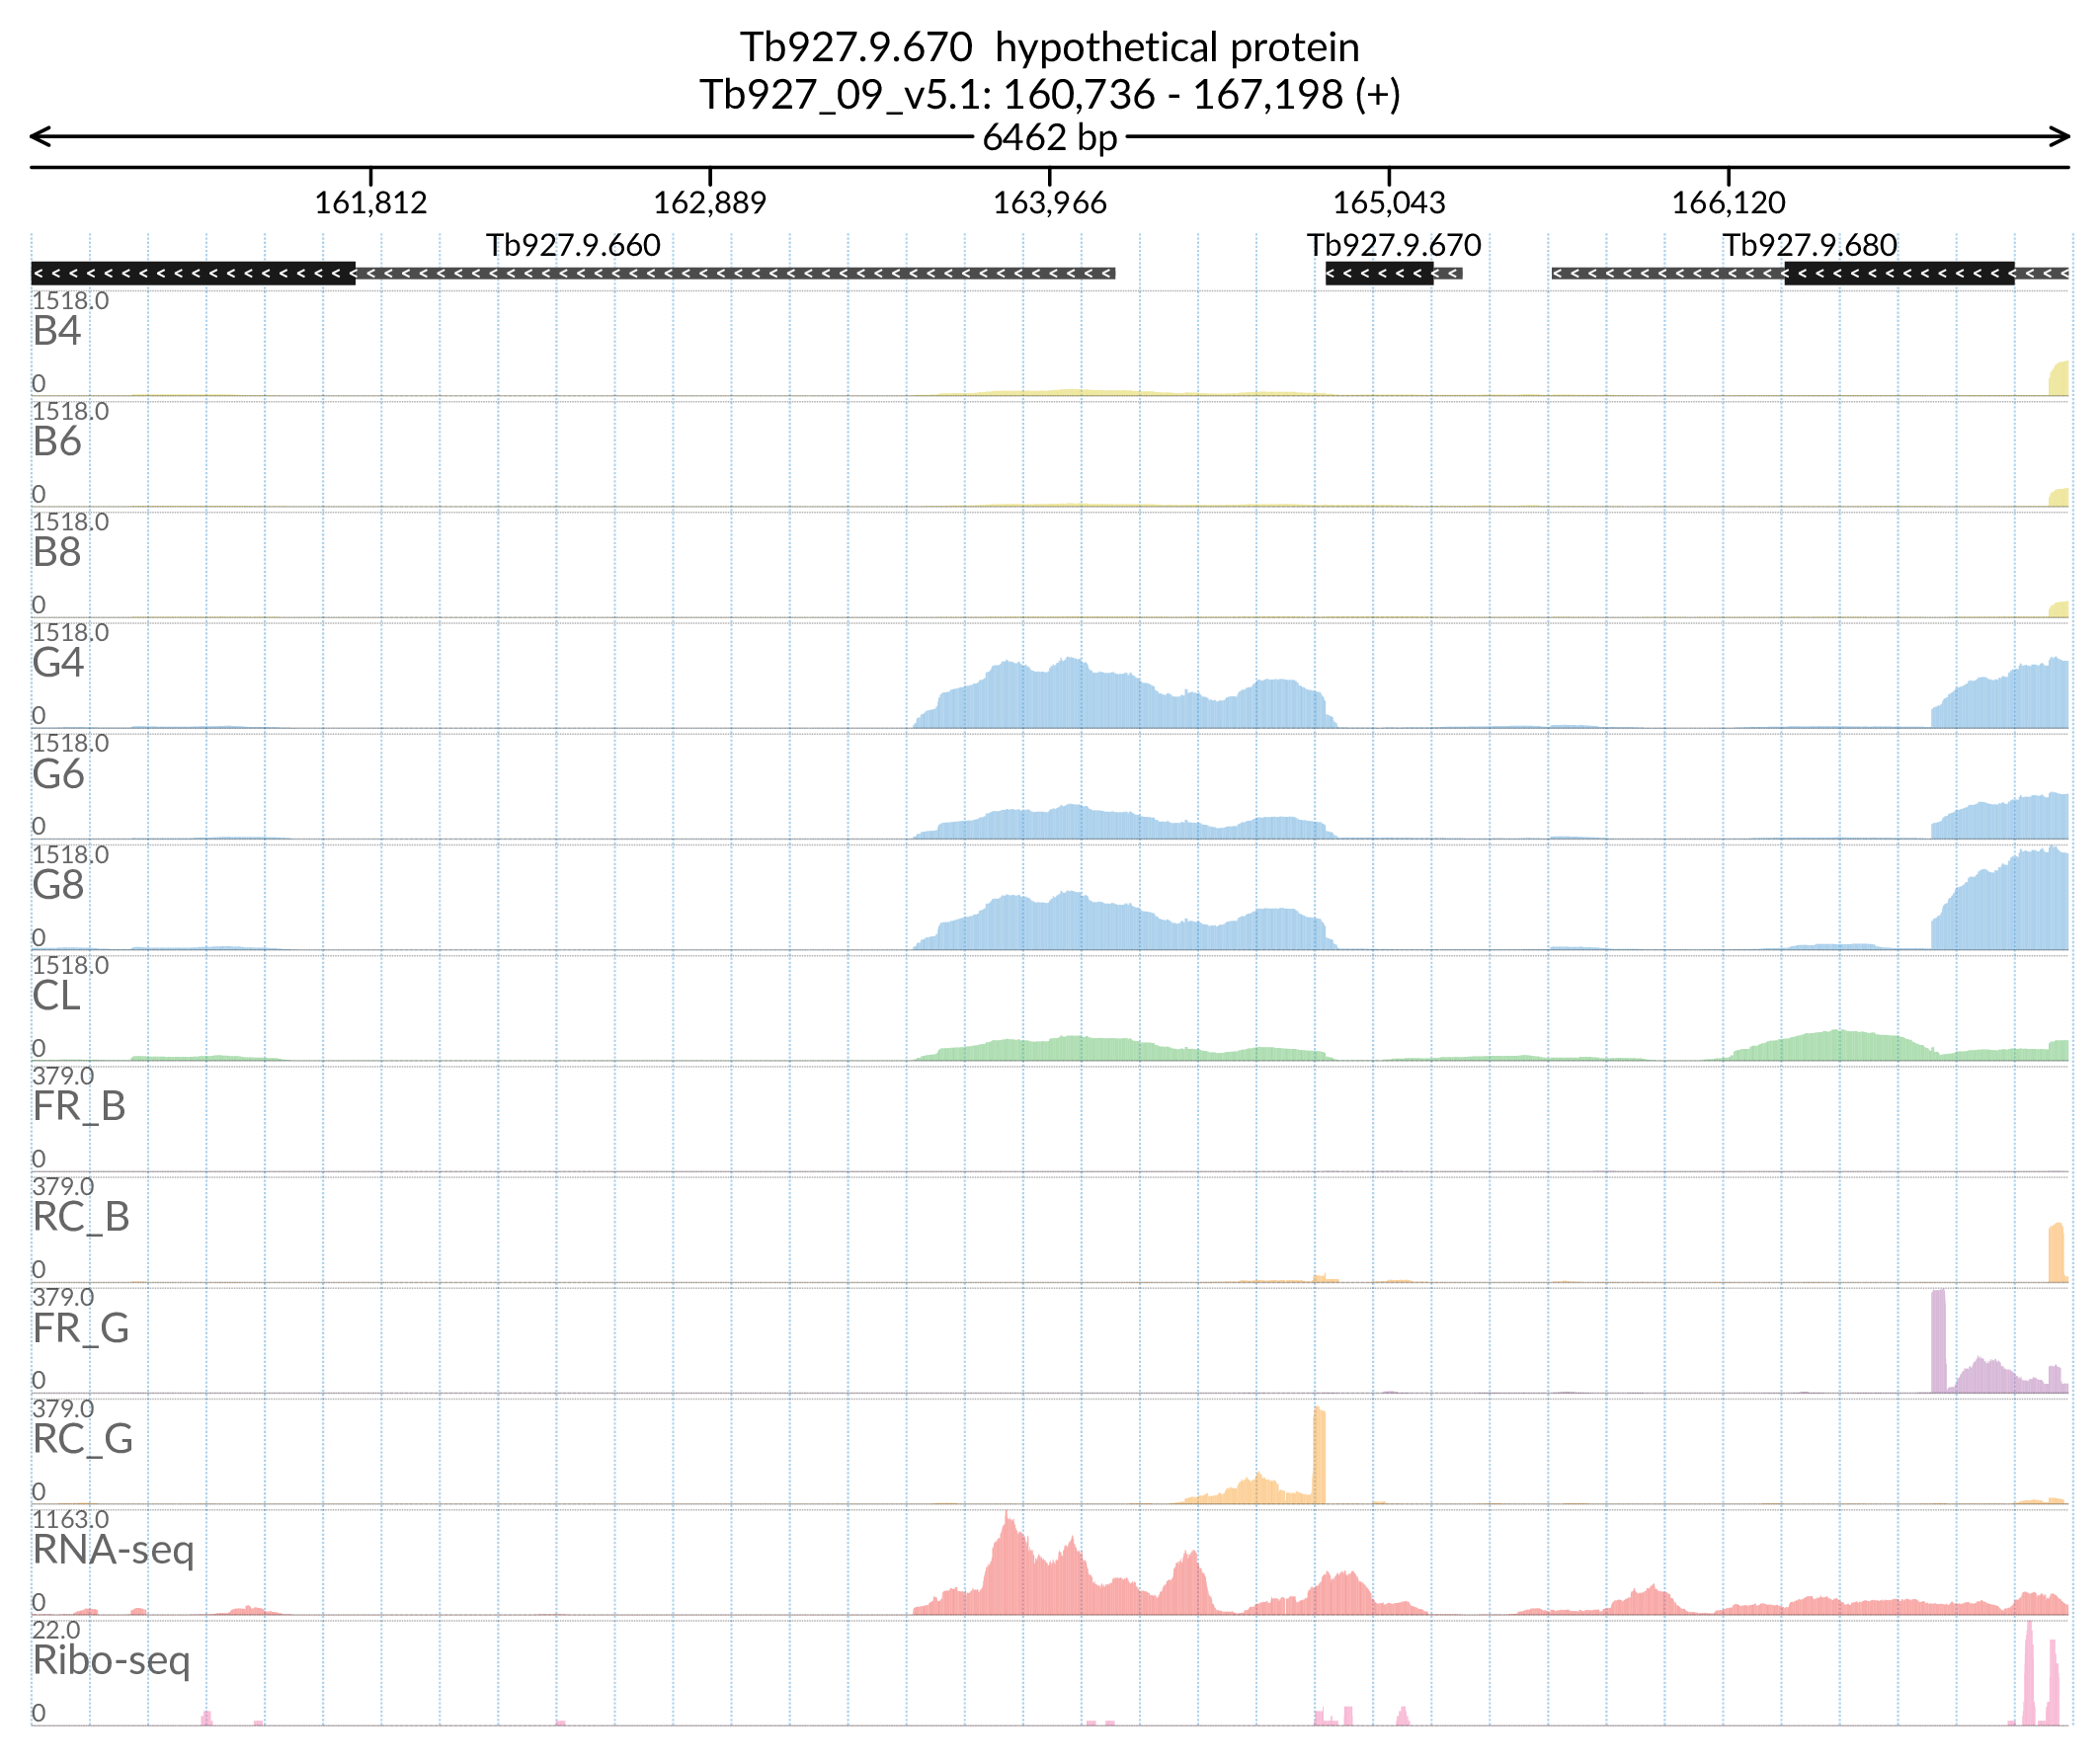 Tb927.9.670  hypothetical protein
Tb927_09_v5.1: 160,736 - 167,198 (+)
6462 bp
161,812 162,889 163,966 165,043 166,120
Tb927.9.660 Tb927.9.670 Tb927.9.680
1518.0
B4
0
1518.0
B6
0
1518.0
B8
0
1518.0
G4
0
1518.0
G6
0
1518.0
G8
0
1518.0
CL
0
379.0
FR_B
0
379.0
RC_B
0
379.0
FR_G
0
379.0
RC_G
0
1163.0
RNA-seq
0
22.0
Ribo-seq
0